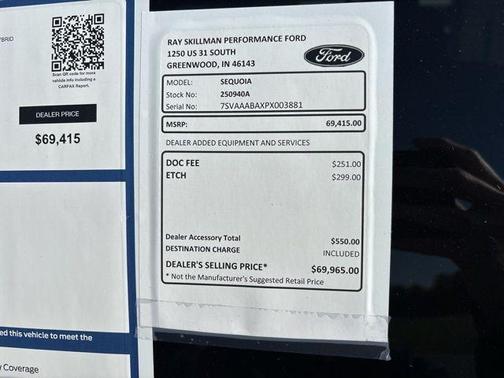 YBRID
Scan QR code for more
vehicle info including a
CARFAX Report.
DEALER PRICE
$69,415
ed this vehicle to meet the
Coverage
RAY SKILLMAN PERFORMANCE FORD
1250 US 31 SOUTH
GREENWOOD, IN 46143
Ford
MODEL: SEQUOIA
Stock No: 250940A
Serial No: 7SVAAABAXPX003881
MSRP: 69,415.00
DEALER ADDED EQUIPMENT AND SERVICES
DOC FEE $251.00
ETCH $299.00
Dealer Accessory Total $550.00
DESTINATION CHARGE INCLUDED
DEALER'S SELLING PRICE* $69,965.00
* Not the Manufacturer's Suggested Retail Price